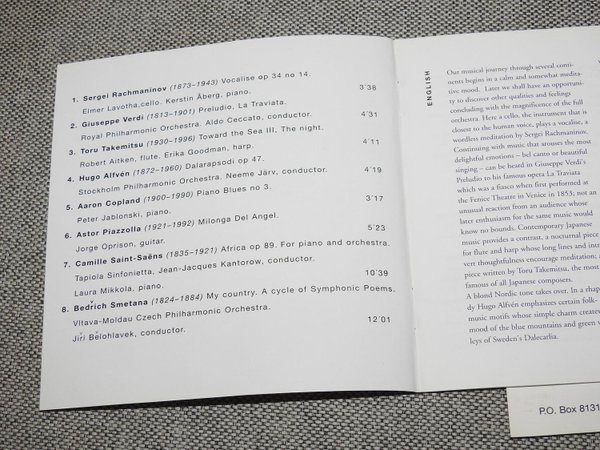 1. Sergei Rachmaninov (1873–1943) Vocalise op 34 no 14.
Elmer Lavotha, cello. Kerstin Åberg, piano. 3´38
2. Giuseppe Verdi (1813–1901) Preludio, La Traviata.
Royal Philharmonic Orchestra. Aldo Ceccato, conductor. 4´31
3. Toru Takemitsu (1930–1996) Toward the Sea III. The night.
Robert Aitken, flute. Erika Goodman, harp. 4´11
4. Hugo Alfvén (1872–1960) Dalarapsodi op 47.
Stockholm Philharmonic Orchestra. Neeme Järv, conductor. 4´19
5. Aaron Copland (1900–1990) Piano Blues no 3.
Peter Jablonski, piano. 3´17
6. Astor Piazzolla (1921–1992) Milonga Del Angel.
Jorge Oprison, guitar. 5´23
7. Camille Saint-Saëns (1835–1921) Africa op 89. For piano and orchestra.
Tapiola Sinfonietta, Jean-Jacques Kantorow, conductor.
Laura Mikkola, piano. 10´39
8. Bedřich Smetana (1824–1884) My country. A cycle of Symphonic Poems.
Vltava-Moldau Czech Philharmonic Orchestra.
Jiří Bělohlavek, conductor. 12´01
ENGLISH
Our musical journey through several conti-
nents begins in a calm and somewhat medita-
tive mood. Later we shall have an opportuni-
ty to discover other qualities and feelings
concluding with the magnificence of the full
orchestra. Here a cello, the instrument that is
closest to the human voice, plays a vocalise, a
wordless meditation by Sergei Rachmaninov.
Continuing with music that arouses the most
delightful emotions – bel canto or beautiful
singing – can be heard in Giuseppe Verdi's
Preludio to his famous opera La Traviata
which was a fiasco when first performed at
the Fenice Theatre in Venice in 1853, not an
unusual reaction from an audience whose
later enthusiasm for the same music would
know no bounds. Contemporary Japanese
music provides a contrast, a nocturnal piece
for flute and harp whose long lines and intro
vert thoughtfulness encourage meditation; a
piece written by Toru Takemitsu, the most
famous of all Japanese composers.
A blond Nordic tone takes over. In a rhap
dy Hugo Alfvén emphasizes certain folk-
music motifs whose simple charm created
mood of the blue mountains and green v
leys of Sweden's Dalecarlia.
P.O. Box 8131